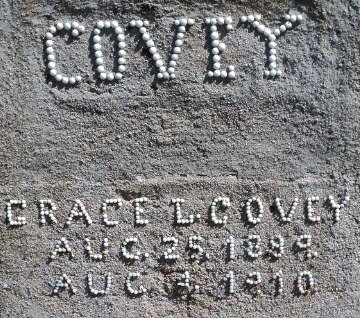 COVEY
GRACE L. COVEY
AUG. 25. 1899.
AUG. 3. 1910.